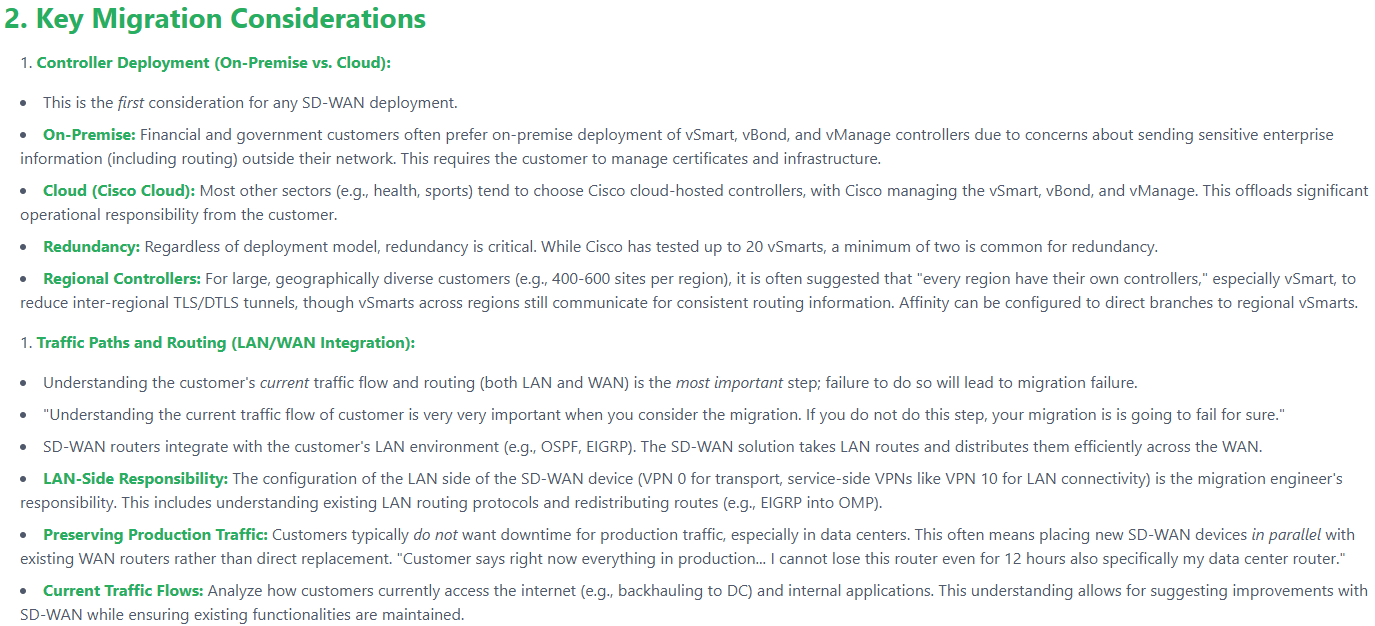 2. Key Migration Considerations
1. Controller Deployment (On-Premise vs. Cloud):
• This is the first consideration for any SD-WAN deployment.
• On-Premise: Financial and government customers often prefer on-premise deployment of vSmart, vBond, and vManage controllers due to concerns about sending sensitive enterprise
information (including routing) outside their network. This requires the customer to manage certificates and infrastructure.
• Cloud (Cisco Cloud): Most other sectors (e.g., health, sports) tend to choose Cisco cloud-hosted controllers, with Cisco managing the vSmart, vBond, and vManage. This offloads significant
operational responsibility from the customer.
• Redundancy: Regardless of deployment model, redundancy is critical. While Cisco has tested up to 20 vSmarts, a minimum of two is common for redundancy.
• Regional Controllers: For large, geographically diverse customers (e.g., 400-600 sites per region), it is often suggested that "every region have their own controllers," especially vSmart, to
reduce inter-regional TLS/DTLS tunnels, though vSmarts across regions still communicate for consistent routing information. Affinity can be configured to direct branches to regional vSmarts.
1. Traffic Paths and Routing (LAN/WAN Integration):
• Understanding the customer's current traffic flow and routing (both LAN and WAN) is the most important step; failure to do so will lead to migration failure.
• "Understanding the current traffic flow of customer is very very important when you consider the migration. If you do not do this step, your migration is is going to fail for sure."
• SD-WAN routers integrate with the customer's LAN environment (e.g., OSPF, EIGRP). The SD-WAN solution takes LAN routes and distributes them efficiently across the WAN.
• LAN-Side Responsibility: The configuration of the LAN side of the SD-WAN device (VPN 0 for transport, service-side VPNs like VPN 10 for LAN connectivity) is the migration engineer's
responsibility. This includes understanding existing LAN routing protocols and redistributing routes (e.g., EIGRP into OMP).
• Preserving Production Traffic: Customers typically do not want downtime for production traffic, especially in data centers. This often means placing new SD-WAN devices in parallel with
existing WAN routers rather than direct replacement. "Customer says right now everything in production... I cannot lose this router even for 12 hours also specifically my data center router."
• Current Traffic Flows: Analyze how customers currently access the internet (e.g., backhauling to DC) and internal applications. This understanding allows for suggesting improvements with
SD-WAN while ensuring existing functionalities are maintained.